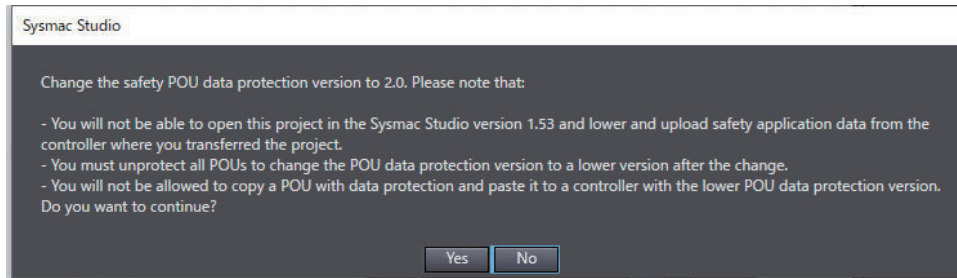 Sysmac Studio
Change the safety POU data protection version to 2.0. Please note that:
- You will not be able to open this project in the Sysmac Studio version 1.53 and lower and upload safety application data from the
controller where you transferred the project.
- You must unprotect all POUs to change the POU data protection version to a lower version after the change.
- You will not be allowed to copy a POU with data protection and paste it to a controller with the lower POU data protection version.
Do you want to continue?
Yes No